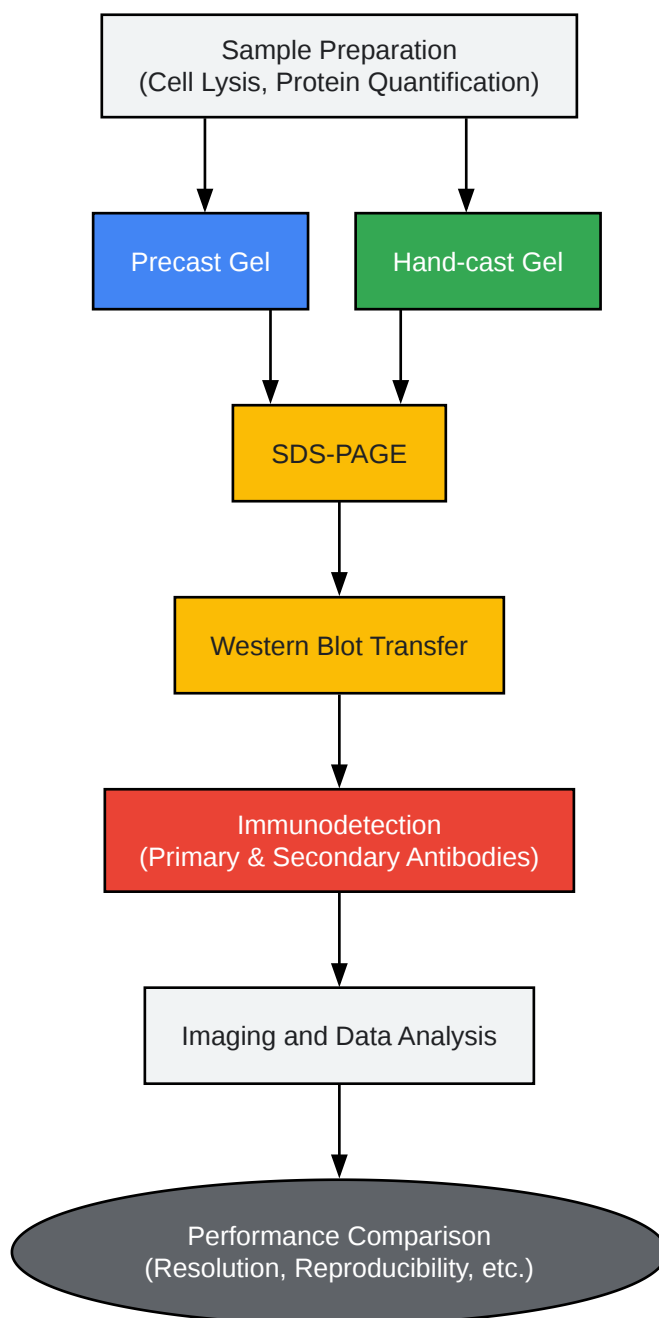 Sample Preparation
(Cell Lysis, Protein Quantification)
Precast Gel
Hand-cast Gel
SDS-PAGE
Western Blot Transfer
Immunodetection
(Primary & Secondary Antibodies)
Imaging and Data Analysis
Performance Comparison
(Resolution, Reproducibility, etc.)